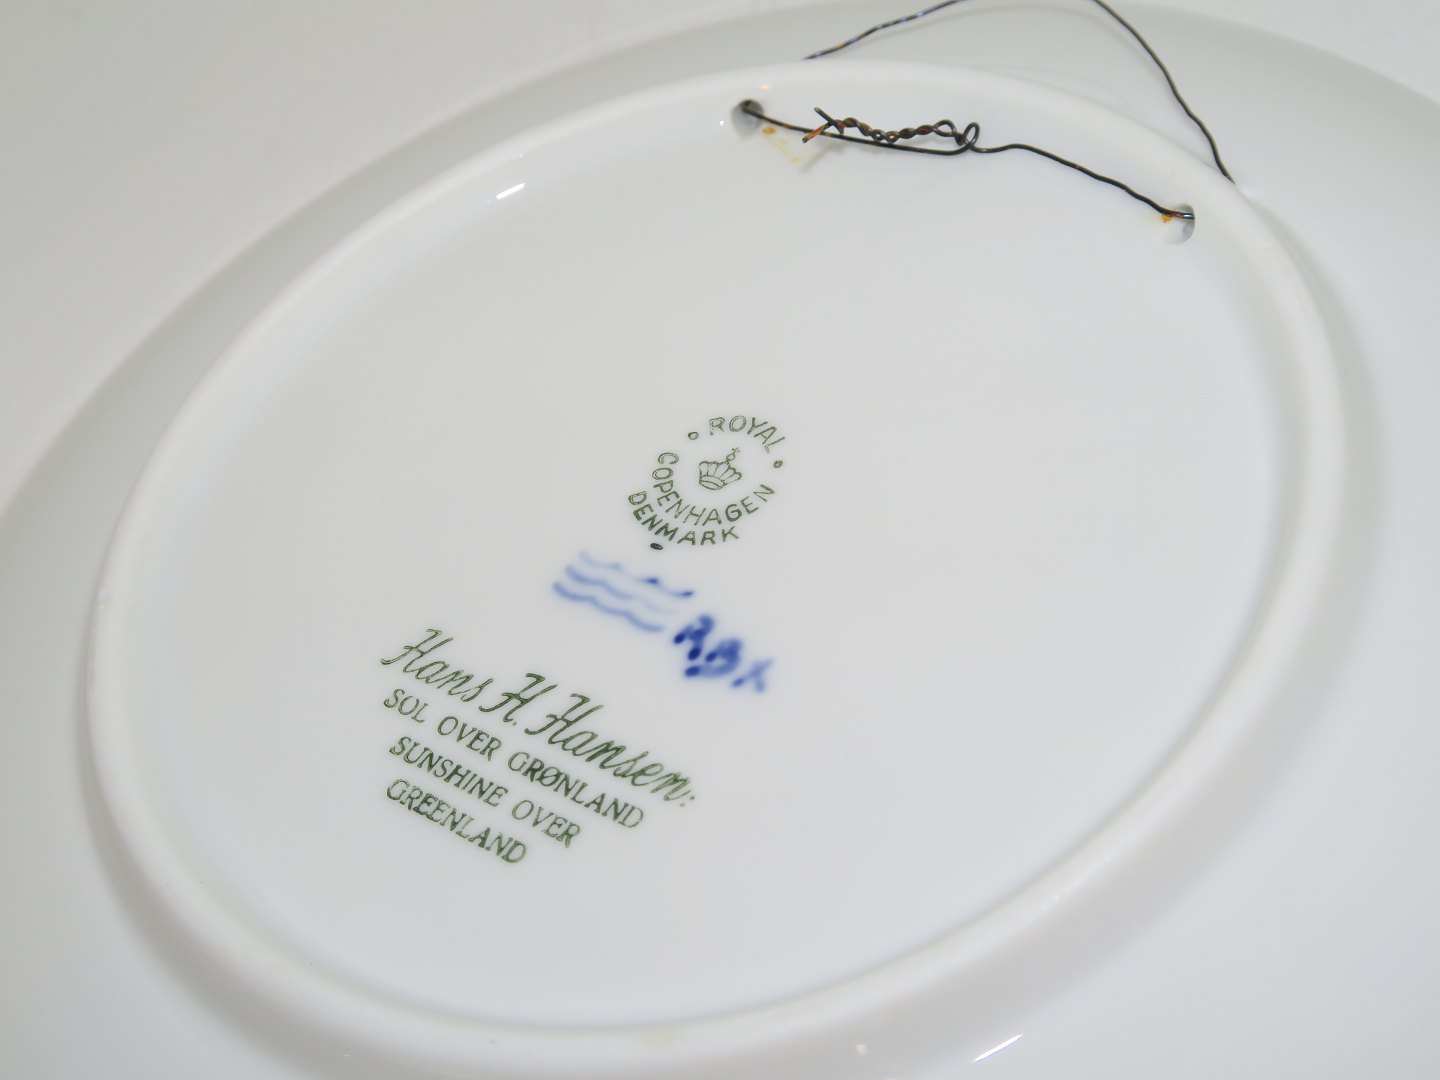 ROYAL
COPENHAGEN
DENMARK
Hans H. Hansen:
SOL OVER GRØNLAND
SUNSHINE OVER
GREENLAND